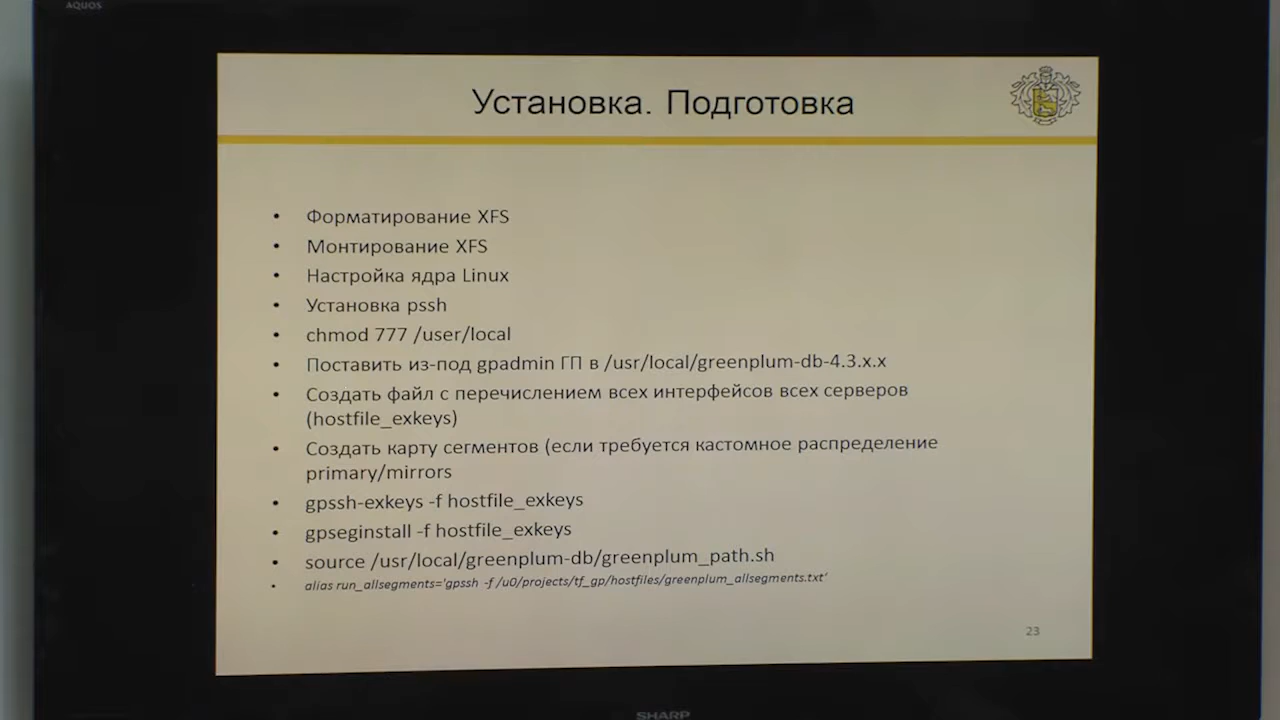 AQUOS
Установка. Подготовка
• Форматирование XFS
• Монтирование XFS
• Настройка ядра Linux
• Установка pssh
• chmod 777 /user/local
• Поставить из-под gpadmin ГП в /usr/local/greenplum-db-4.3.x.x
• Создать файл с перечислением всех интерфейсов всех серверов
(hostfile_exkeys)
• Создать карту сегментов (если требуется кастомное распределение
primary/mirrors
• gpssh-exkeys -f hostfile_exkeys
• gpseginstall -f hostfile_exkeys
• source /usr/local/greenplum-db/greenplum_path.sh
• alias run_allsegments='gpssh -f /u0/projects/tf_gp/hostfiles/greenplum_allsegments.txt'
23
SHARP